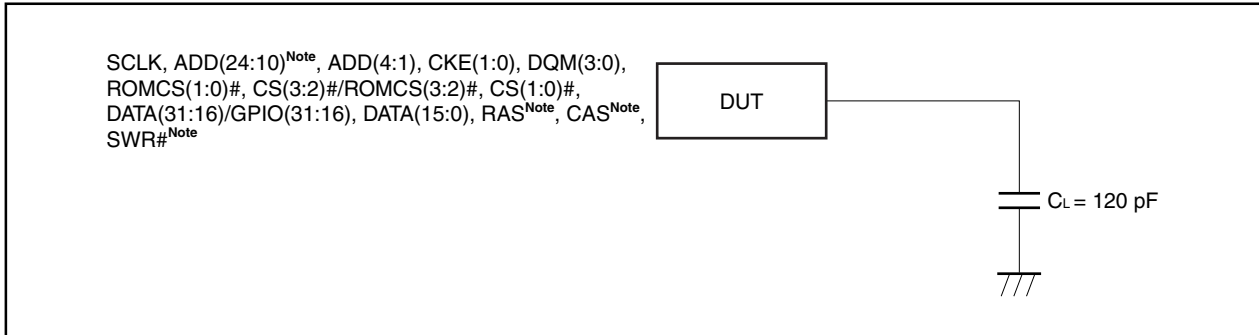 SCLK, ADD(24:10)Note, ADD(4:1), CKE(1:0), DQM(3:0),
ROMCS(1:0)#, CS(3:2)#/ROMCS(3:2)#, CS(1:0)#,
DATA(31:16)/GPIO(31:16), DATA(15:0), RASNote, CASNote,
SWR#Note
DUT
CL = 120 pF